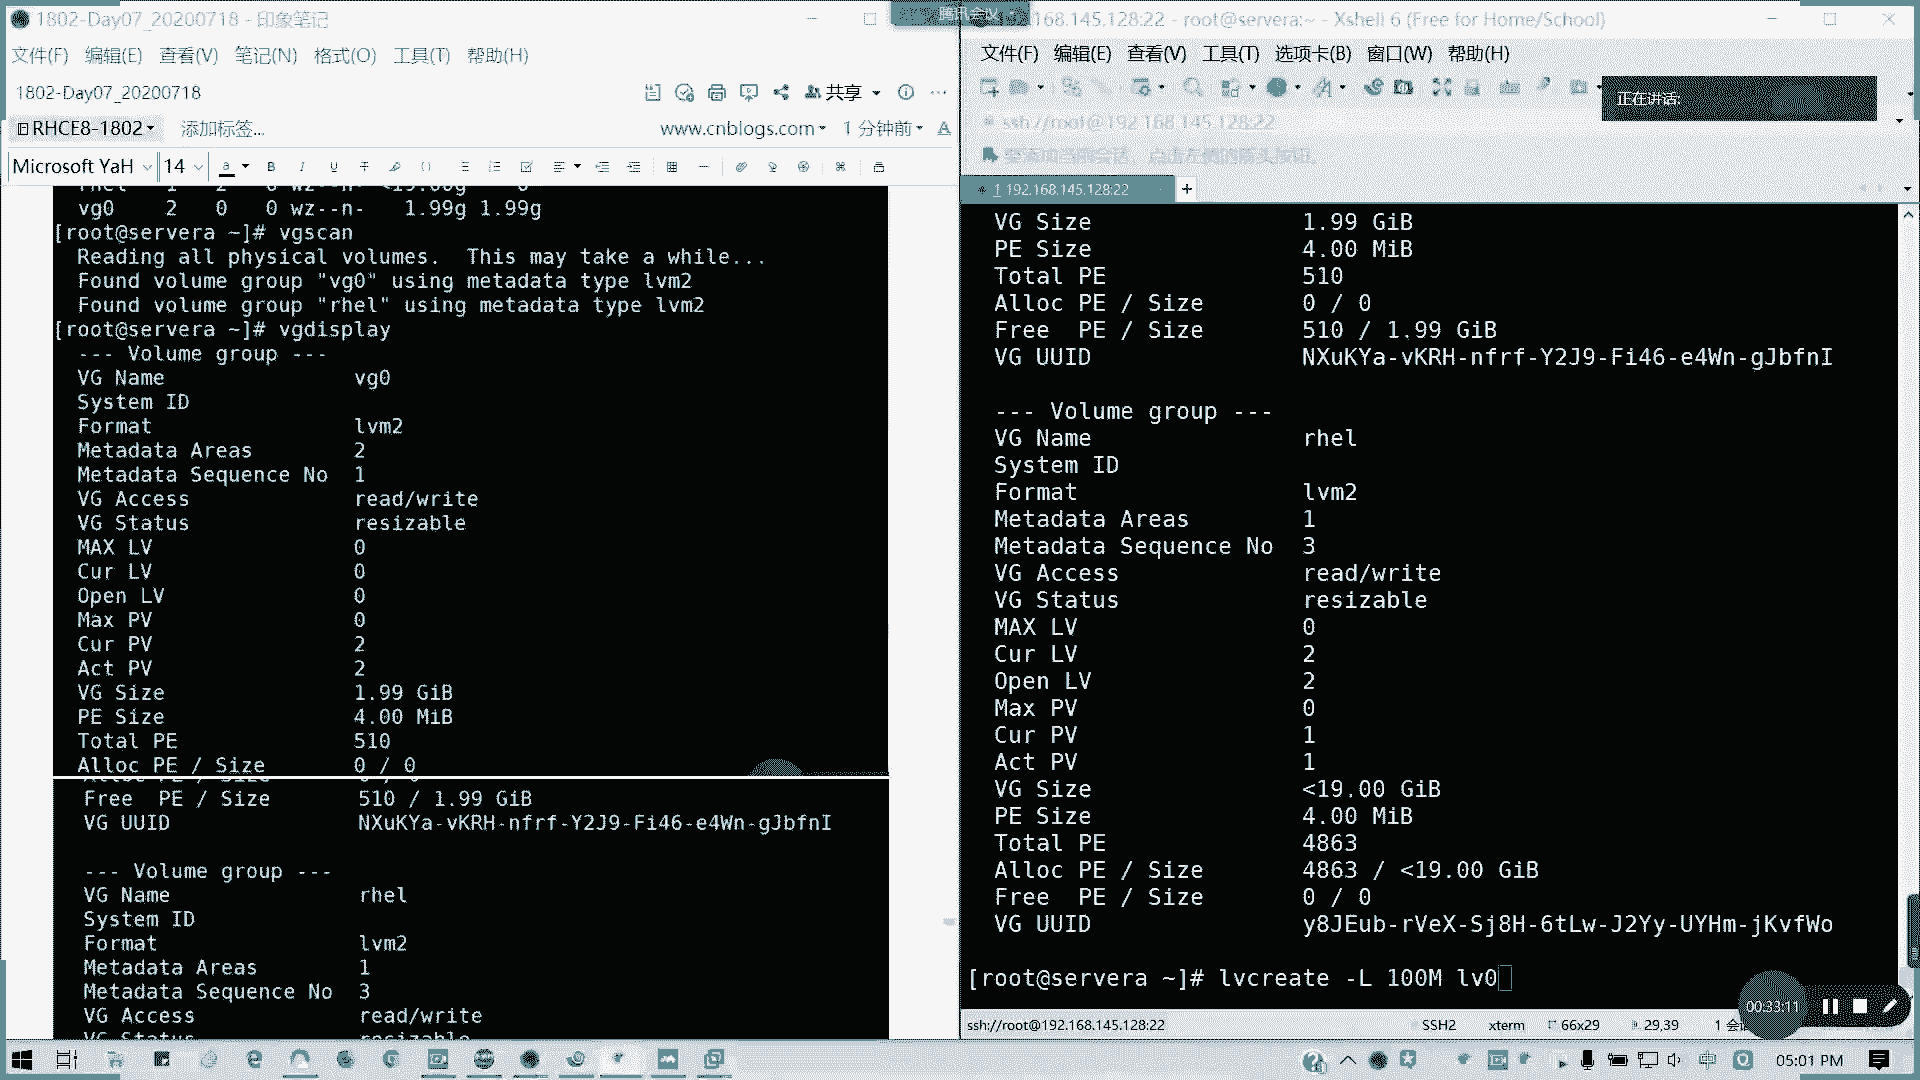 1802-Day07_20200718 - 印象笔记
文件(F) 编辑(E) 查看(V) 笔记(N) 格式(O) 工具(T) 帮助(H)
1802-Day07_20200718
共享
RHCE8-1802 添加标签...
www.cnblogs.com 1 分钟前
Microsoft YaH 14
vg0 2 0 0 wz--n- 1.99g 1.99g
[root@servera ~]# vgscan
Reading all physical volumes. This may take a while...
Found volume group "vg0" using metadata type lvm2
Found volume group "rhel" using metadata type lvm2
[root@servera ~]# vgdisplay
--- Volume group ---
VG Name vg0
System ID
Format lvm2
Metadata Areas 2
Metadata Sequence No 1
VG Access read/write
VG Status resizable
MAX LV 0
Cur LV 0
Open LV 0
Max PV 0
Cur PV 2
Act PV 2
VG Size 1.99 GiB
PE Size 4.00 MiB
Total PE 510
Alloc PE / Size 0 / 0
Free PE / Size 510 / 1.99 GiB
VG UUID NXuKYa-vKRH-nfrf-Y2J9-Fi46-e4Wn-gJbfnI
--- Volume group ---
VG Name rhel
System ID
Format lvm2
Metadata Areas 1
Metadata Sequence No 3
VG Access read/write
腾讯会议
168.145.128:22 - root@servera:~ - Xshell 6 (Free for Home/School)
文件(F) 编辑(E) 查看(V) 工具(T) 选项卡(B) 窗口(W) 帮助(H)
正在讲话:
ssh://root@192.168.145.128:22
要添加当前会话，点击左侧的箭头按钮。
1 192.168.145.128:22
VG Size 1.99 GiB
PE Size 4.00 MiB
Total PE 510
Alloc PE / Size 0 / 0
Free PE / Size 510 / 1.99 GiB
VG UUID NXuKYa-vKRH-nfrf-Y2J9-Fi46-e4Wn-gJbfnI
--- Volume group ---
VG Name rhel
System ID
Format lvm2
Metadata Areas 1
Metadata Sequence No 3
VG Access read/write
VG Status resizable
MAX LV 0
Cur LV 2
Open LV 2
Max PV 0
Cur PV 1
Act PV 1
VG Size <19.00 GiB
PE Size 4.00 MiB
Total PE 4863
Alloc PE / Size 4863 / <19.00 GiB
Free PE / Size 0 / 0
VG UUID y8JEub-rVeX-Sj8H-6tLw-J2Yy-UYHm-jKvfWo
[root@servera ~]# lvcreate -L 100M lv0
00:33:11
ssh://root@192.168.145.128:22 SSH2 xterm 66x29 29,39 1
中 05:01 PM